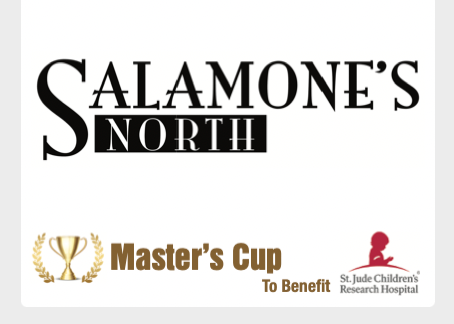 SALAMONE'S
NORTH
Master's Cup
To Benefit
St. Jude Children's
Research Hospital